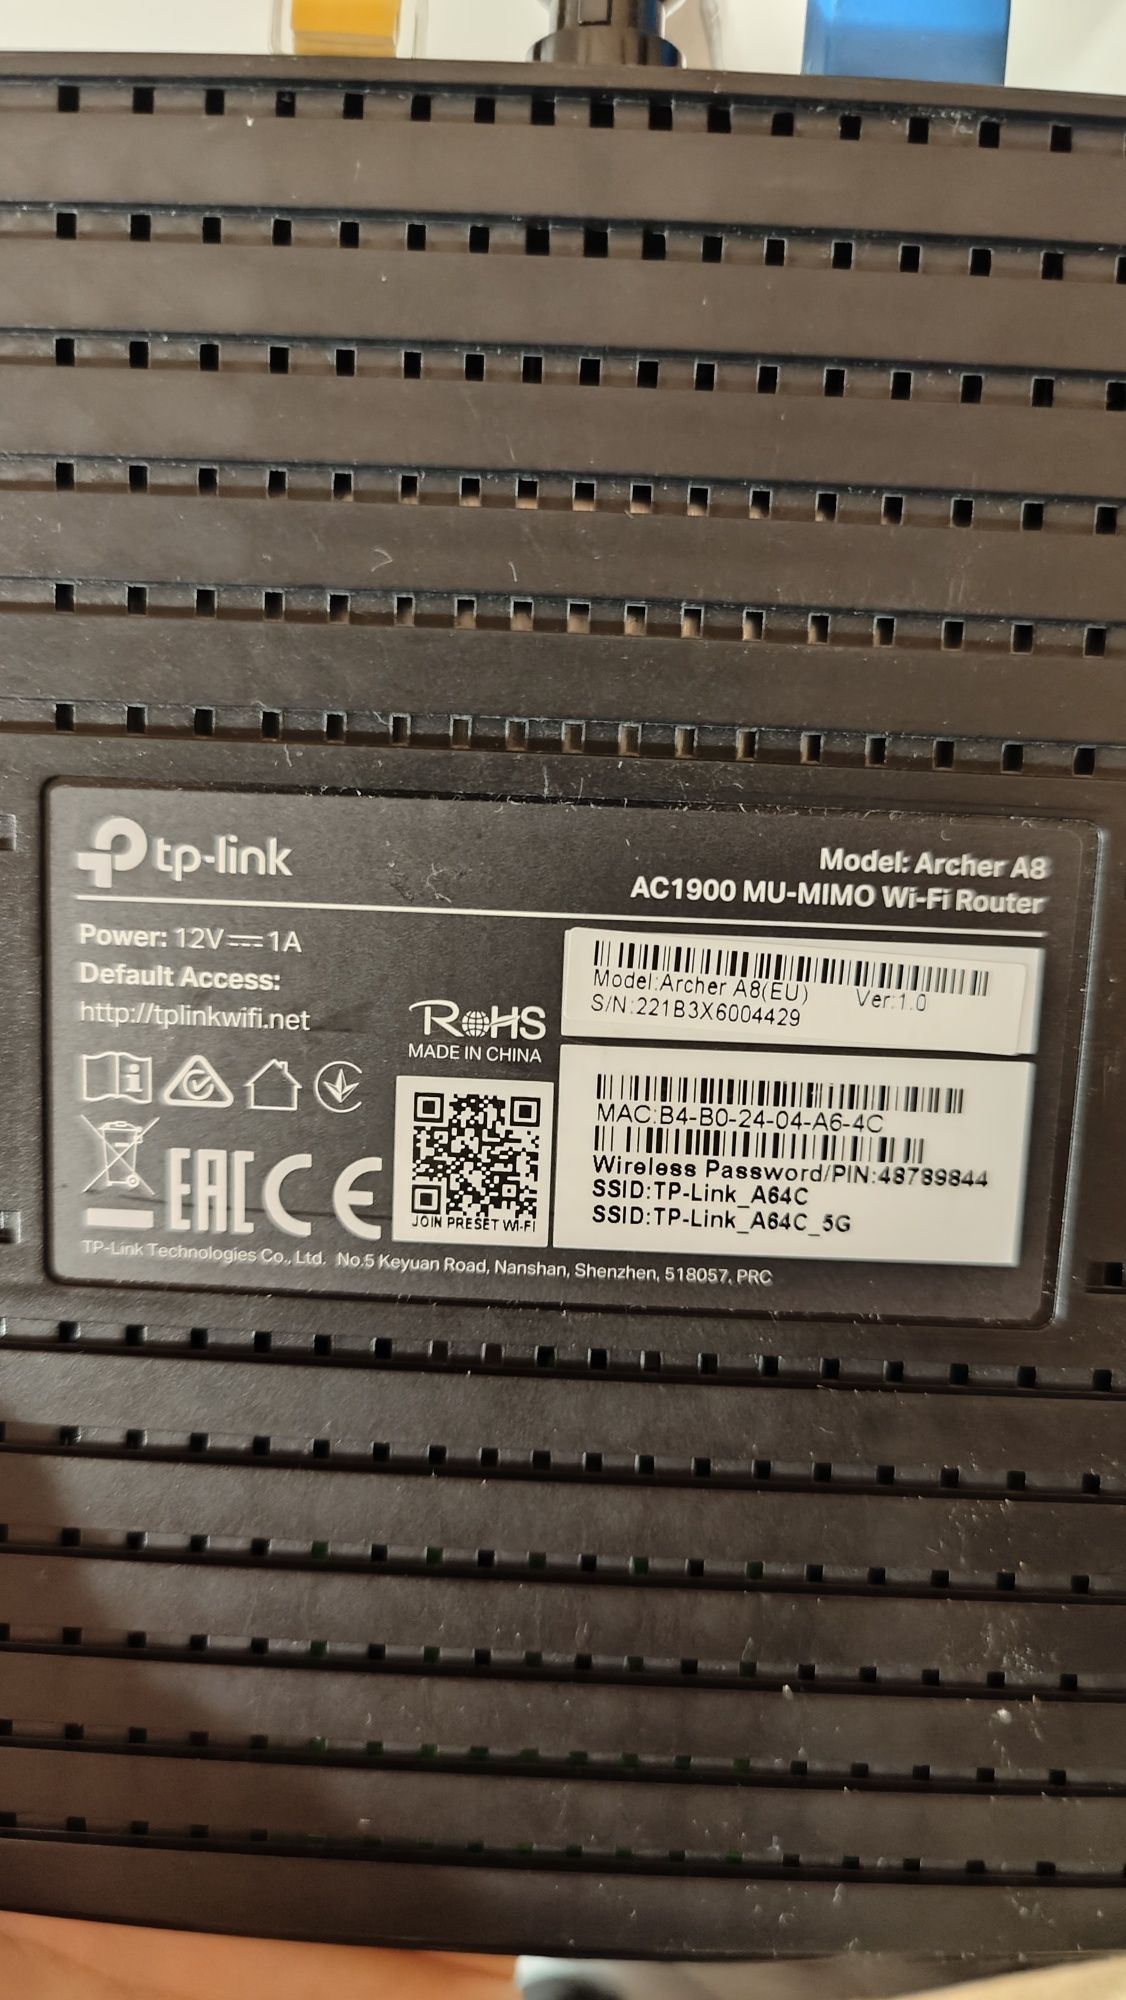 tp-link
Model: Archer A8
AC1900 MU-MIMO Wi-Fi Router
Power: 12V⎓1A
Default Access:
http://tplinkwifi.net
RoHS
MADE IN CHINA
Model:Archer A8(EU) Ver:1.0
S/N:221B3X6004429
MAC:B4-B0-24-04-A6-4C
Wireless Password/PIN:48789844
SSID:TP-Link_A64C
SSID:TP-Link_A64C_5G
JOIN PRESET WI-FI
EAC CE
TP-Link Technologies Co., Ltd. No.5 Keyuan Road, Nanshan, Shenzhen, 518057, PRC